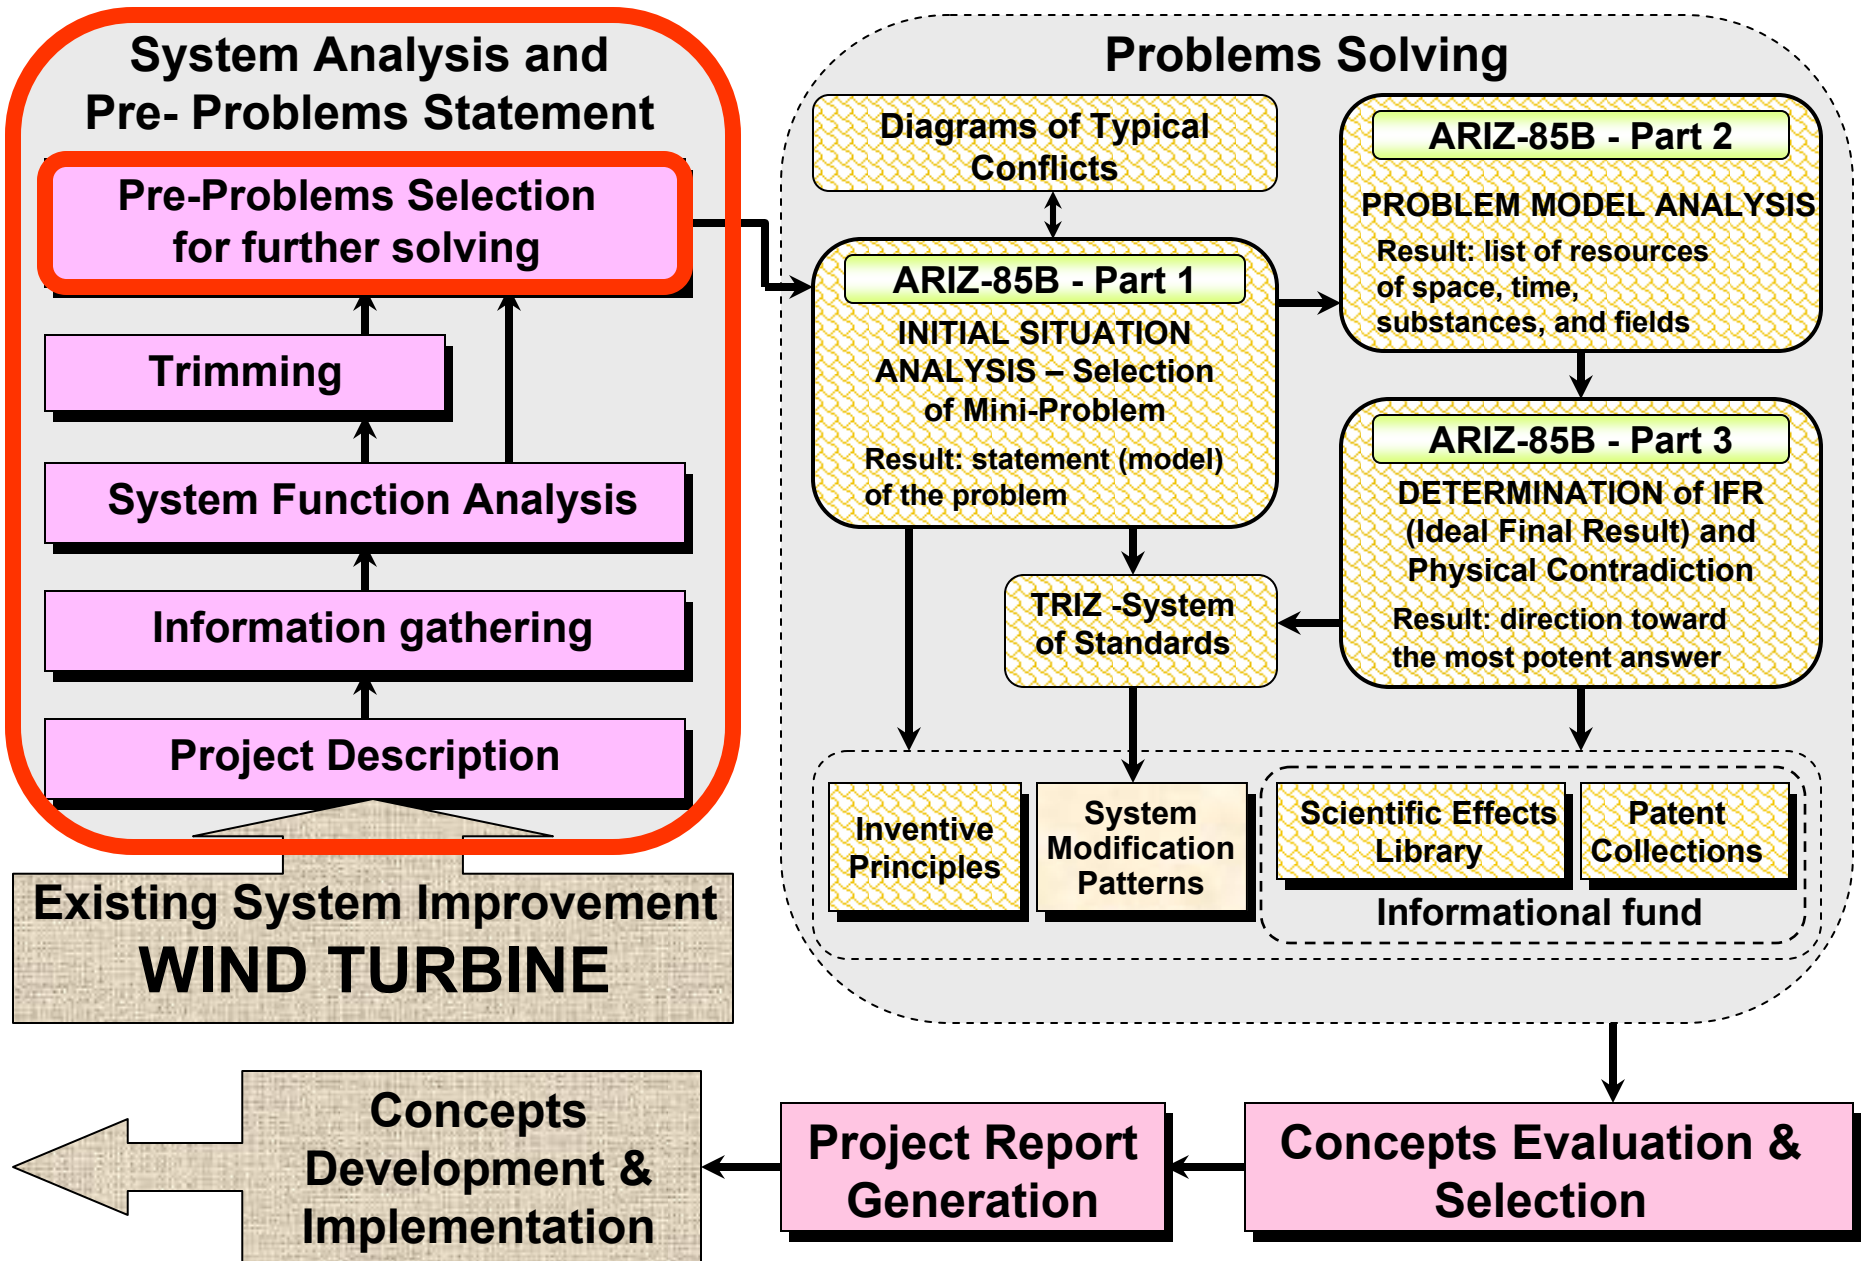 System Analysis and
Pre- Problems Statement
Pre-Problems Selection
for further solving
Trimming
System Function Analysis
Information gathering
Project Description
Existing System Improvement
WIND TURBINE
Problems Solving
Diagrams of Typical
Conflicts
ARIZ-85B - Part 1
INITIAL SITUATION
ANALYSIS – Selection
of Mini-Problem
Result: statement (model)
of the problem
ARIZ-85B - Part 2
PROBLEM MODEL ANALYSIS
Result: list of resources
of space, time,
substances, and fields
ARIZ-85B - Part 3
DETERMINATION of IFR
(Ideal Final Result) and
Physical Contradiction
Result: direction toward
the most potent answer
TRIZ -System
of Standards
Inventive
Principles
System
Modification
Patterns
Scientific Effects
Library
Patent
Collections
Informational fund
Concepts Evaluation &
Selection
Project Report
Generation
Concepts
Development &
Implementation